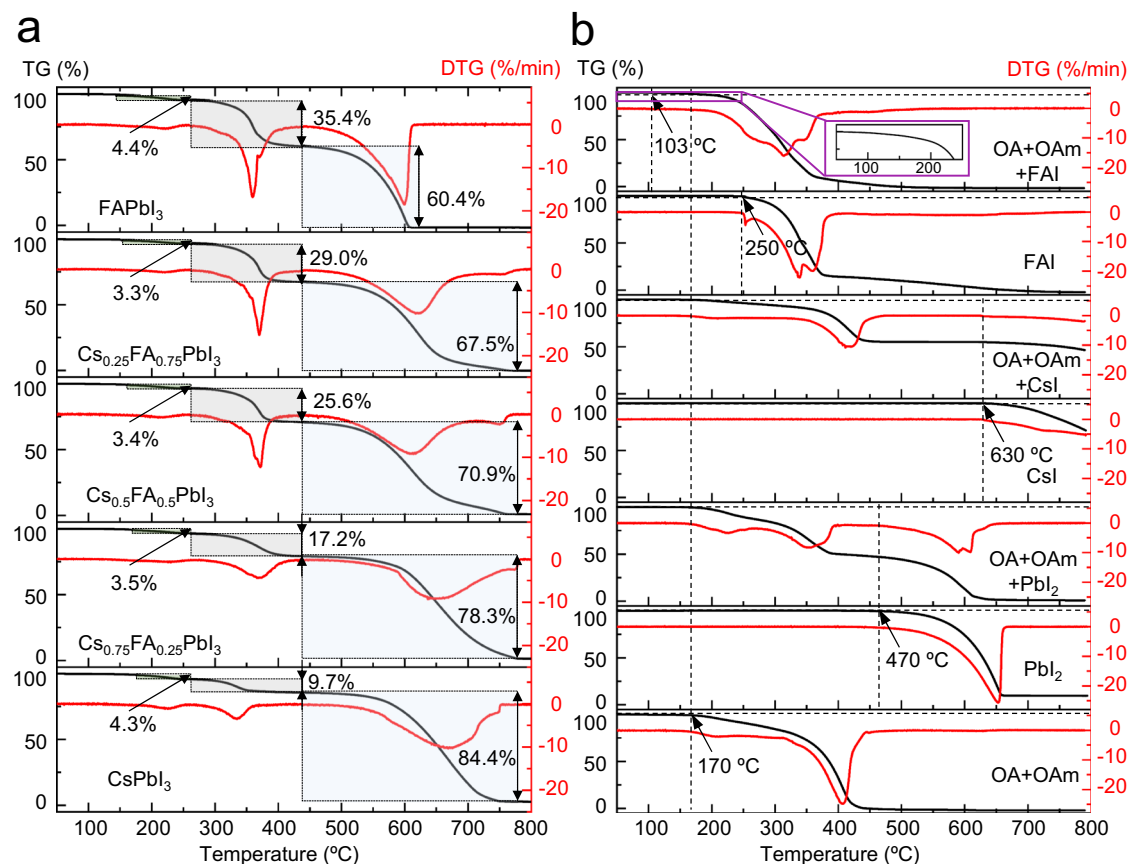 a
TG (%)
DTG (%/min)
100
50
0
0
-10
-20
4.4%
35.4%
60.4%
FAPbI3
100
50
0
0
-10
-20
3.3%
29.0%
67.5%
Cs0.25FA0.75PbI3
100
50
0
0
-10
-20
3.4%
25.6%
70.9%
Cs0.5FA0.5PbI3
100
50
0
0
-10
-20
3.5%
17.2%
78.3%
Cs0.75FA0.25PbI3
100
50
0
0
-10
-20
4.3%
9.7%
84.4%
CsPbI3
100 200 300 400 500 600 700 800
Temperature (ºC)
b
TG (%)
DTG (%/min)
100
50
0
0
-10
-20
103 ºC
100 200
OA+OAm
+FAI
100
50
0
0
-10
-20
250 ºC
FAI
100
50
0
0
-10
-20
OA+OAm
+CsI
100
50
0
0
-10
-20
630 ºC
CsI
100
50
0
0
-10
-20
OA+OAm
+PbI2
100
50
0
0
-10
-20
470 ºC
PbI2
100
50
0
0
-10
-20
170 ºC
OA+OAm
100 200 300 400 500 600 700 800
Temperature (ºC)